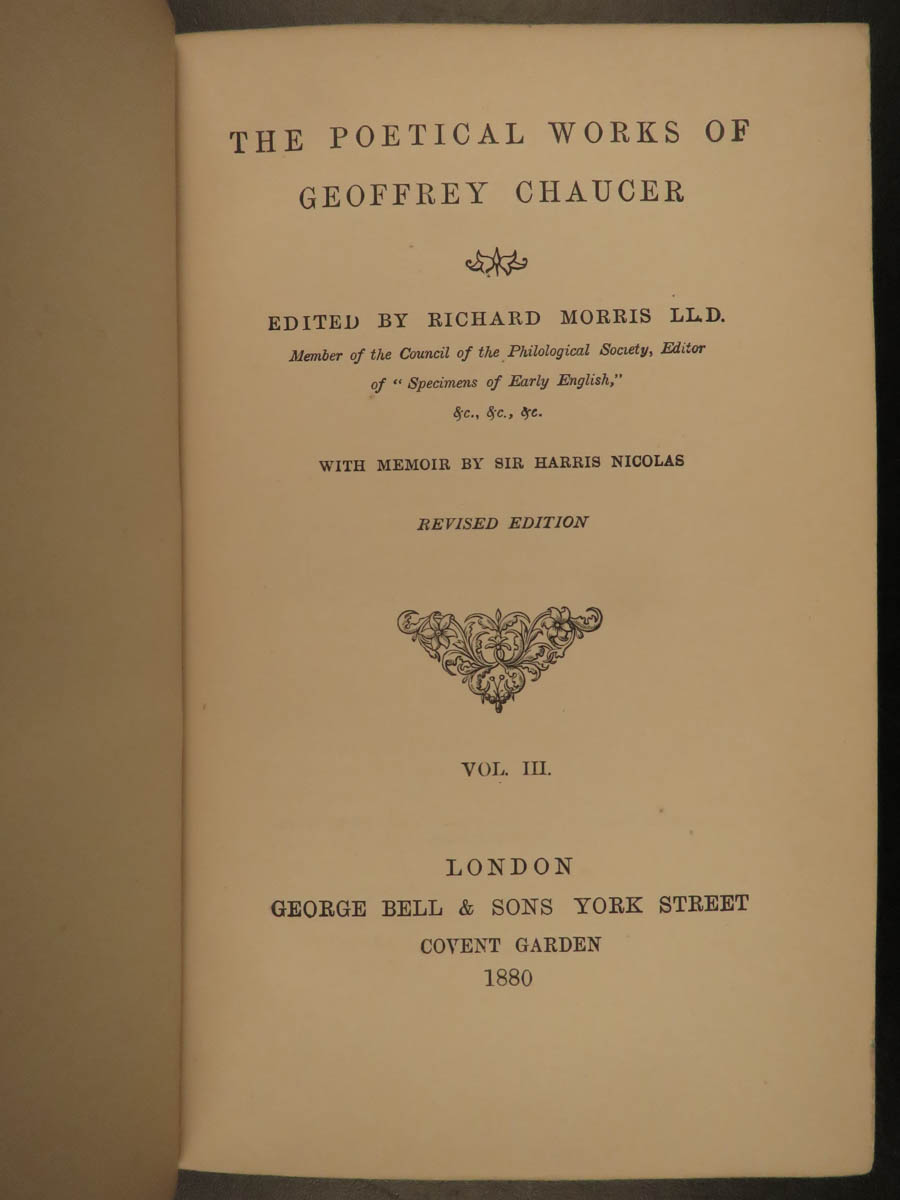 THE POETICAL WORKS OF
GEOFFREY CHAUCER
EDITED BY RICHARD MORRIS LL.D.
Member of the Council of the Philological Society, Editor
of “ Specimens of Early English,”
&c., &c., &c.
WITH MEMOIR BY SIR HARRIS NICOLAS
REVISED EDITION
VOL. III.
LONDON
GEORGE BELL & SONS YORK STREET
COVENT GARDEN
1880